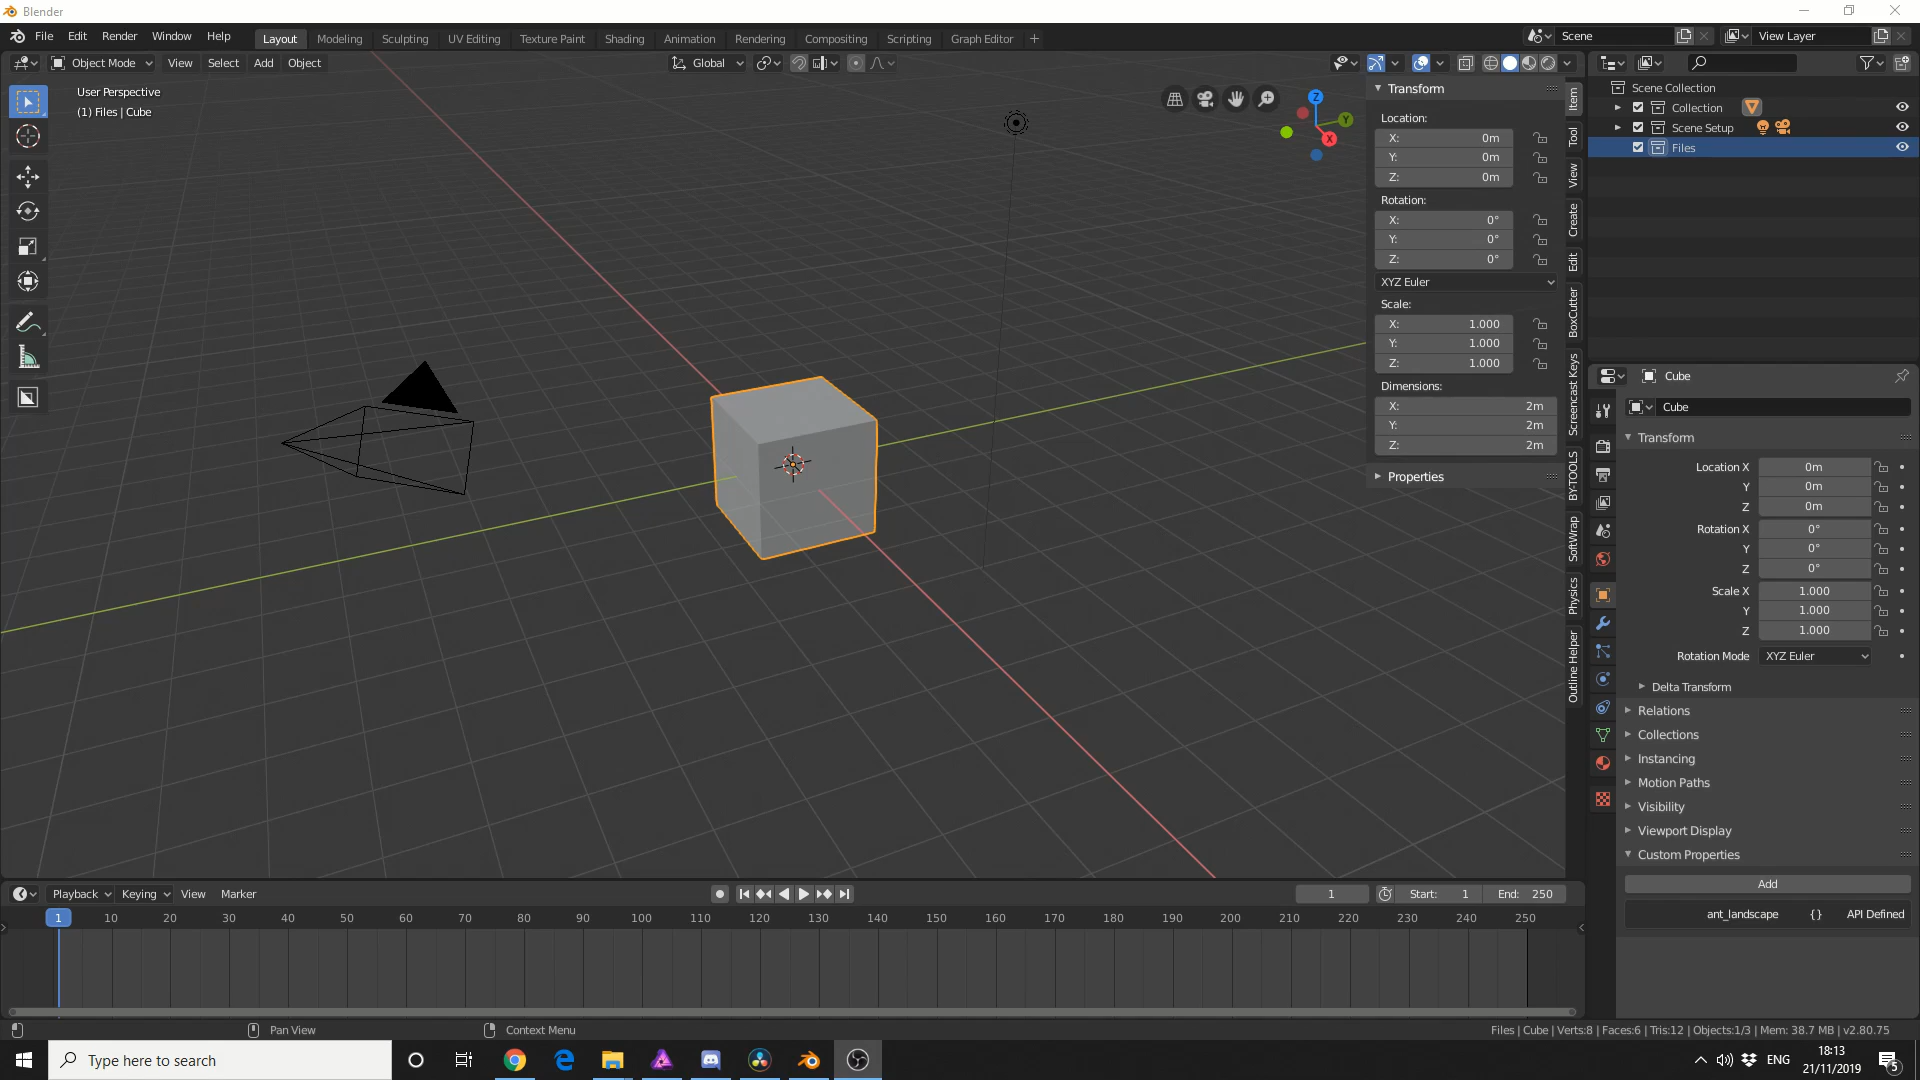 Blender
File Edit Render Window Help
Layout Modeling Sculpting UV Editing Texture Paint Shading Animation Rendering Compositing Scripting Graph Editor +
Scene
View Layer
Object Mode View Select Add Object
Global
User Perspective
(1) Files | Cube
Z
Y
X
Transform
Location:
X: 0m
Y: 0m
Z: 0m
Rotation:
X: 0°
Y: 0°
Z: 0°
XYZ Euler
Scale:
X: 1.000
Y: 1.000
Z: 1.000
Dimensions:
X: 2m
Y: 2m
Z: 2m
Properties
Item
Tool
View
Create
Edit
BoxCutter
Screencast Keys
BY-TOOLS
SoftWrap
Physics
Outline Helper
Scene Collection
Collection
Scene Setup
Files
Cube
Cube
Transform
Location X 0m
Y 0m
Z 0m
Rotation X 0°
Y 0°
Z 0°
Scale X 1.000
Y 1.000
Z 1.000
Rotation Mode XYZ Euler
Delta Transform
Relations
Collections
Instancing
Motion Paths
Visibility
Viewport Display
Custom Properties
Add
ant_landscape {} API Defined
Playback Keying View Marker
1 Start: 1 End: 250
1 10 20 30 40 50 60 70 80 90 100 110 120 130 140 150 160 170 180 190 200 210 220 230 240 250
Pan View
Context Menu
Files | Cube | Verts:8 | Faces:6 | Tris:12 | Objects:1/3 | Mem: 38.7 MB | v2.80.75
Type here to search
ENG
18:13
21/11/2019
5